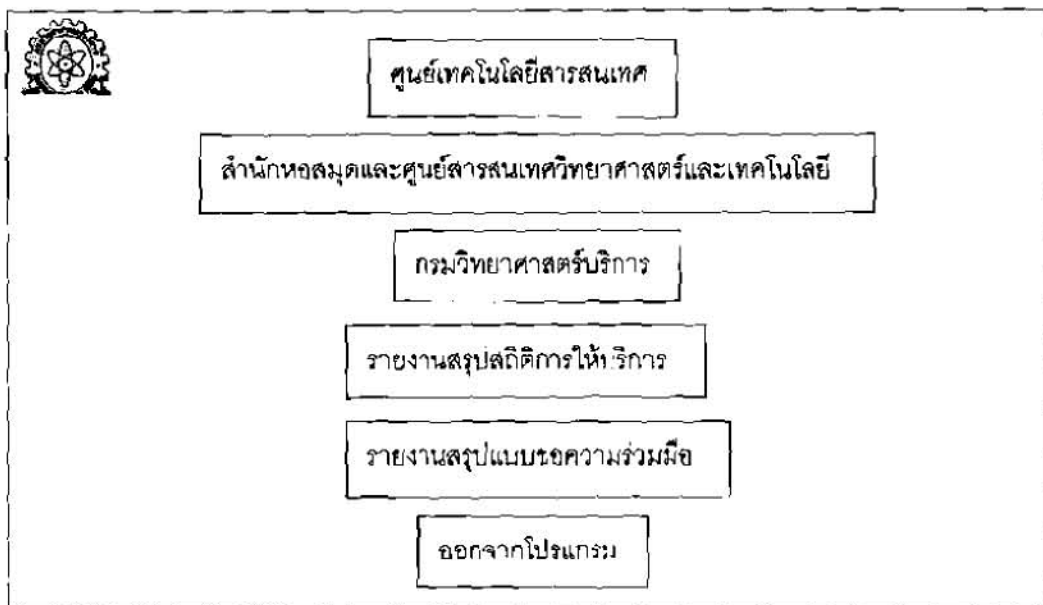 ศูนย์เทคโนโลยีสารสนเทศ
สำนักหอสมุดและศูนย์สารสนเทศวิทยาศาสตร์และเทคโนโลยี
กรมวิทยาศาสตร์บริการ
รายงานสรุปสถิติการให้บริการ
รายงานสรุปแบบขอความร่วมมือ
ออกจากโปรแกรม